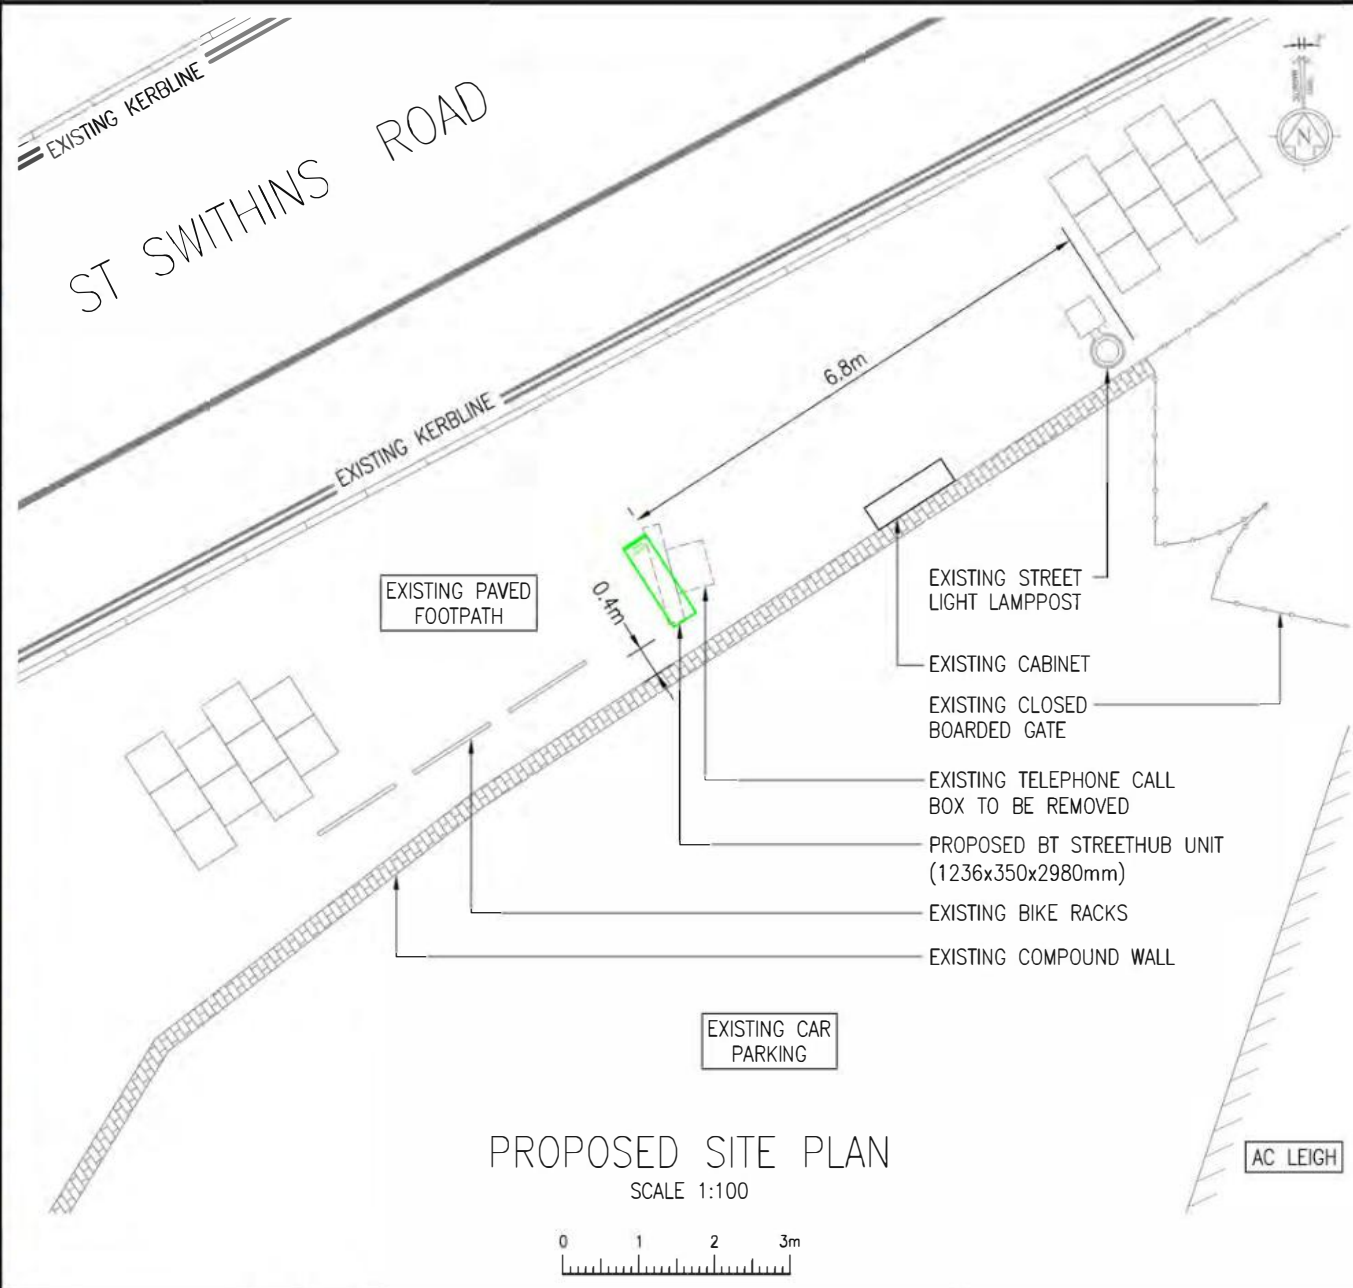 EXISTING KERBLINE
ST SWITHINS ROAD
N
6.8m
EXISTING KERBLINE
EXISTING PAVED
FOOTPATH
0.4m
EXISTING STREET
LIGHT LAMPPOST
EXISTING CABINET
EXISTING CLOSED
BOARDED GATE
EXISTING TELEPHONE CALL
BOX TO BE REMOVED
PROPOSED BT STREETHUB UNIT
(1236x350x2980mm)
EXISTING BIKE RACKS
EXISTING COMPOUND WALL
EXISTING CAR
PARKING
AC LEIGH
PROPOSED SITE PLAN
SCALE 1:100
0 1 2 3m